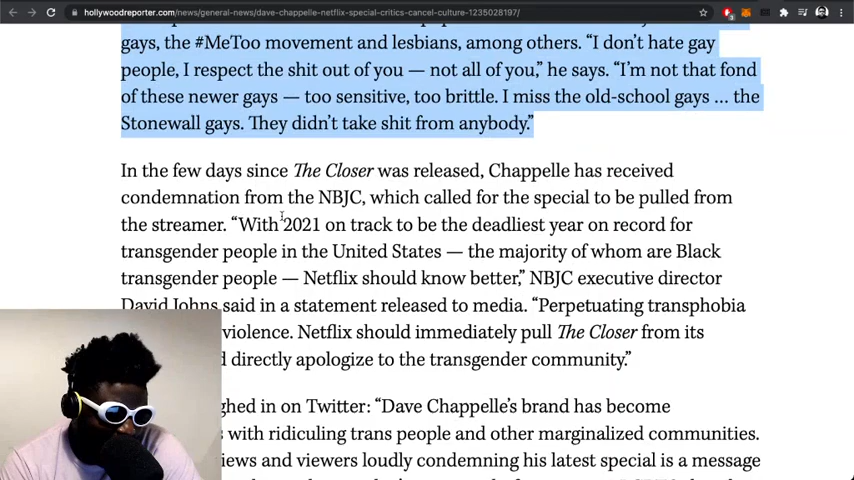 hollywoodreporter.com/news/general-news/dave-chappelle-netflix-special-critics-cancel-culture-1235028197/
gays, the #MeToo movement and lesbians, among others. “I don’t hate gay
people, I respect the shit out of you — not all of you,” he says. “I’m not that fond
of these newer gays — too sensitive, too brittle. I miss the old-school gays … the
Stonewall gays. They didn’t take shit from anybody.”
In the few days since The Closer was released, Chappelle has received
condemnation from the NBJC, which called for the special to be pulled from
the streamer. “With 2021 on track to be the deadliest year on record for
transgender people in the United States — the majority of whom are Black
transgender people — Netflix should know better,” NBJC executive director
David Johns said in a statement released to media. “Perpetuating transphobia
violence. Netflix should immediately pull The Closer from its
directly apologize to the transgender community.”
on Twitter: “Dave Chappelle’s brand has become
with ridiculing trans people and other marginalized communities.
and viewers loudly condemning his latest special is a message